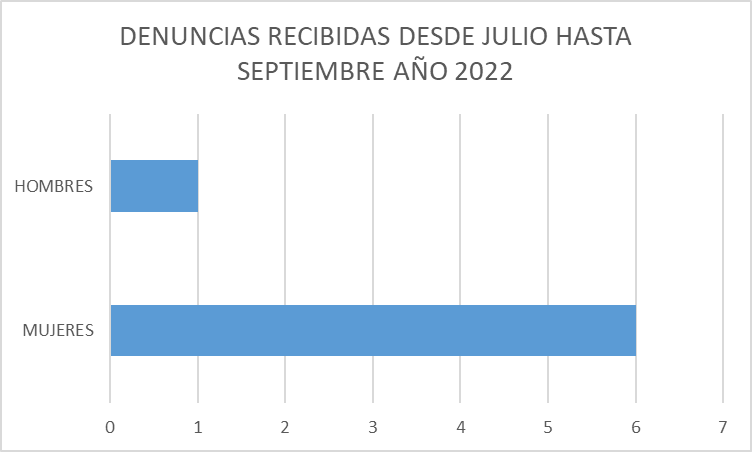 DENUNCIAS RECIBIDAS DESDE JULIO HASTA
SEPTIEMBRE AÑO 2022
HOMBRES
MUJERES
0 1 2 3 4 5 6 7